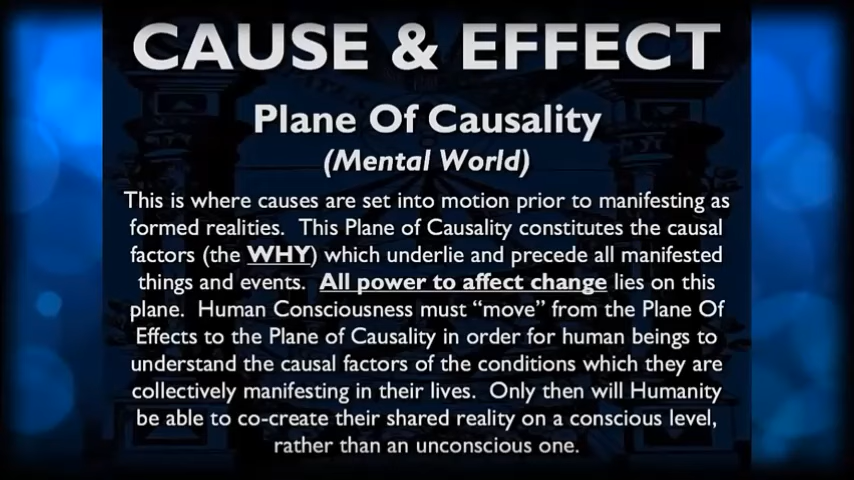 CAUSE & EFFECT
Plane Of Causality
(Mental World)
This is where causes are set into motion prior to manifesting as
formed realities. This Plane of Causality constitutes the causal
factors (the WHY) which underlie and precede all manifested
things and events. All power to affect change lies on this
plane. Human Consciousness must “move” from the Plane Of
Effects to the Plane of Causality in order for human beings to
understand the causal factors of the conditions which they are
collectively manifesting in their lives. Only then will Humanity
be able to co-create their shared reality on a conscious level,
rather than an unconscious one.